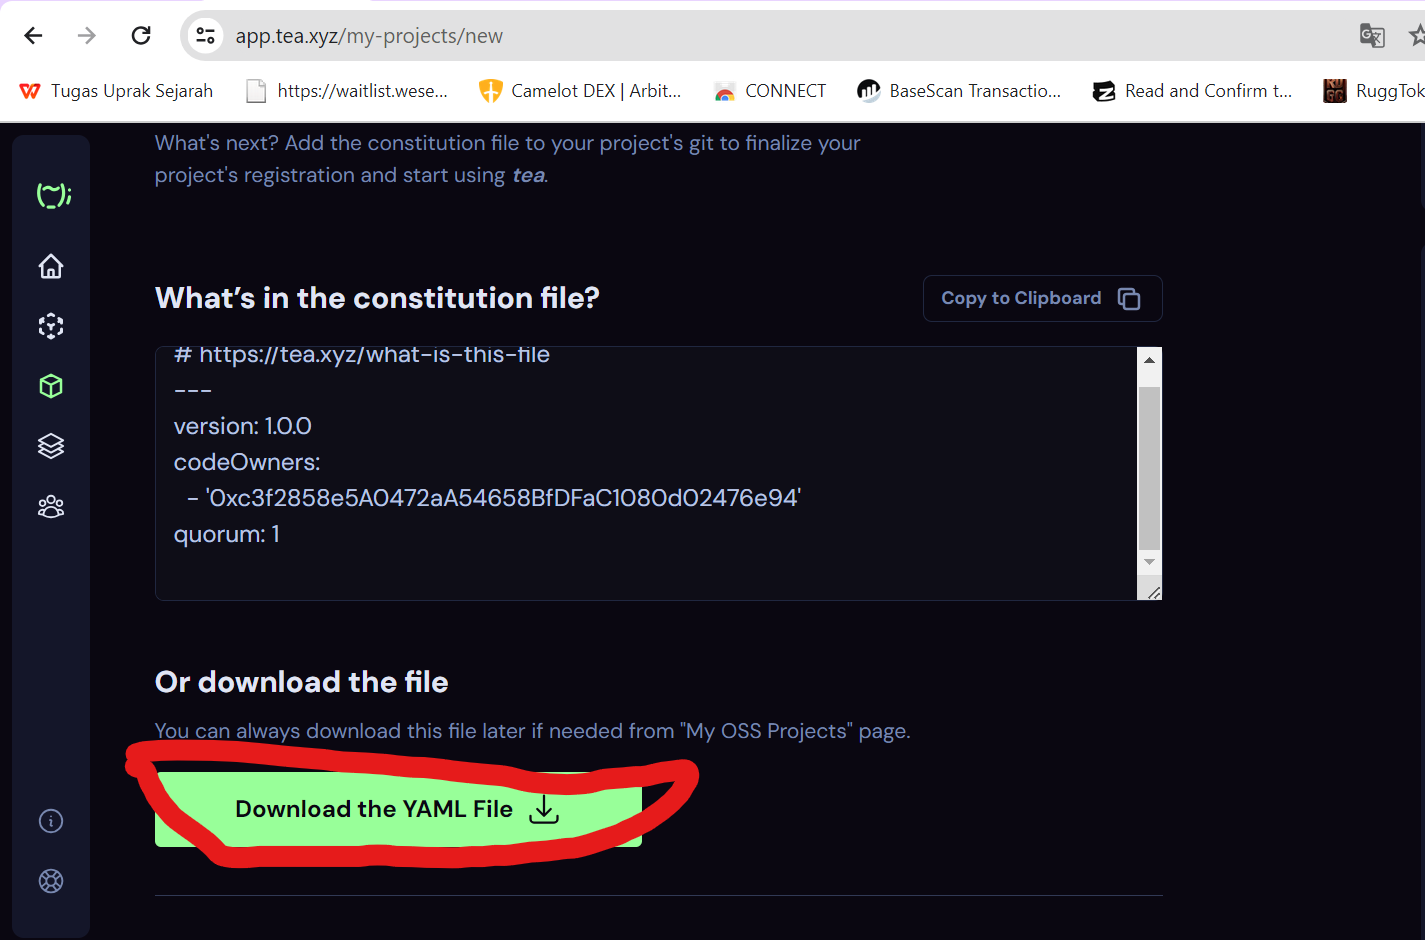 app.tea.xyz/my-projects/new
Tugas Uprak Sejarah
https://waitlist.wese...
Camelot DEX | Arbit...
CONNECT
BaseScan Transactio...
Read and Confirm t...
RuggTok
What's next? Add the constitution file to your project's git to finalize your
project's registration and start using tea.
What's in the constitution file?
Copy to Clipboard
# https://tea.xyz/what-is-this-file
---
version: 1.0.0
codeOwners:
- '0xc3f2858e5A0472aA54658BfDFaC1080d02476e94'
quorum: 1
Or download the file
You can always download this file later if needed from "My OSS Projects" page.
Download the YAML File